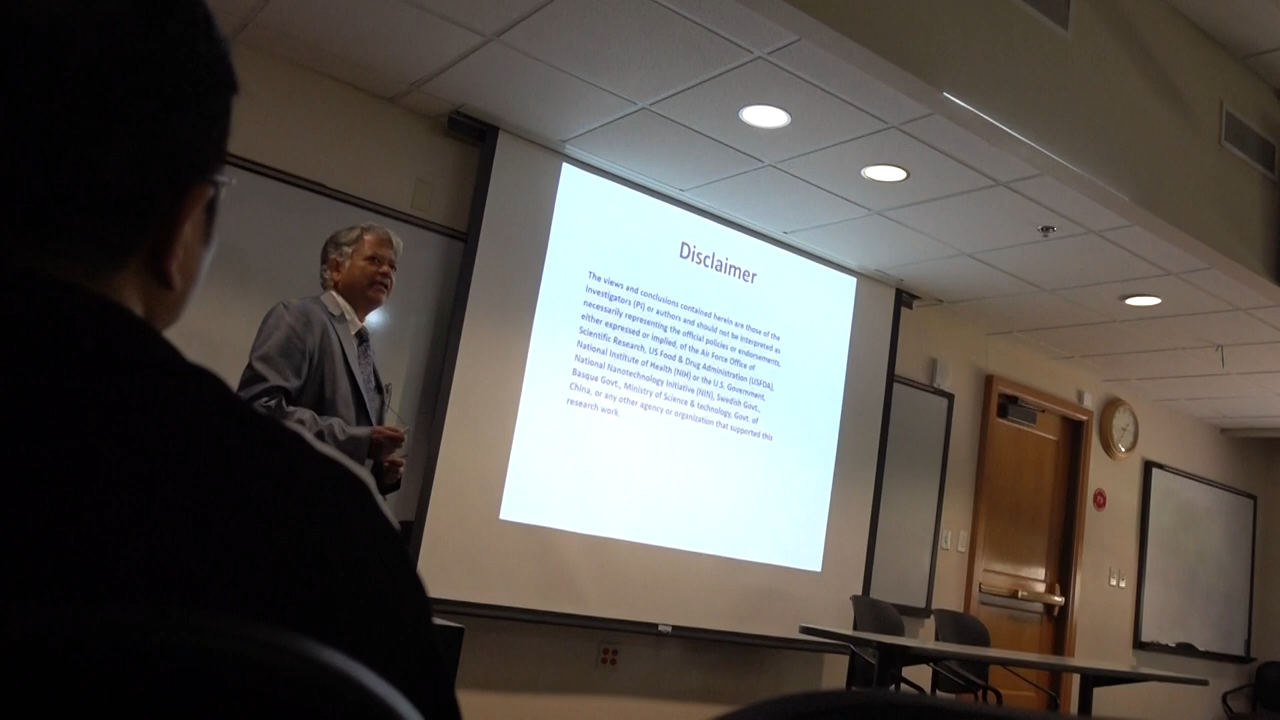 Disclaimer
The views and conclusions contained herein are those of the
Investigators (PI) or authors and should not be interpreted as
necessarily representing the official policies or endorsements,
either expressed or implied, of the Air Force Office of
Scientific Research, US Food & Drug Administration (USFDA),
National Institute of Health (NIH) or the U.S. Government,
National Nanotechnology Initiative (NIN), Swedish Govt.,
Basque Govt., Ministry of Science & technology, Govt. of
China, or any other agency or organization that supported this
research work.